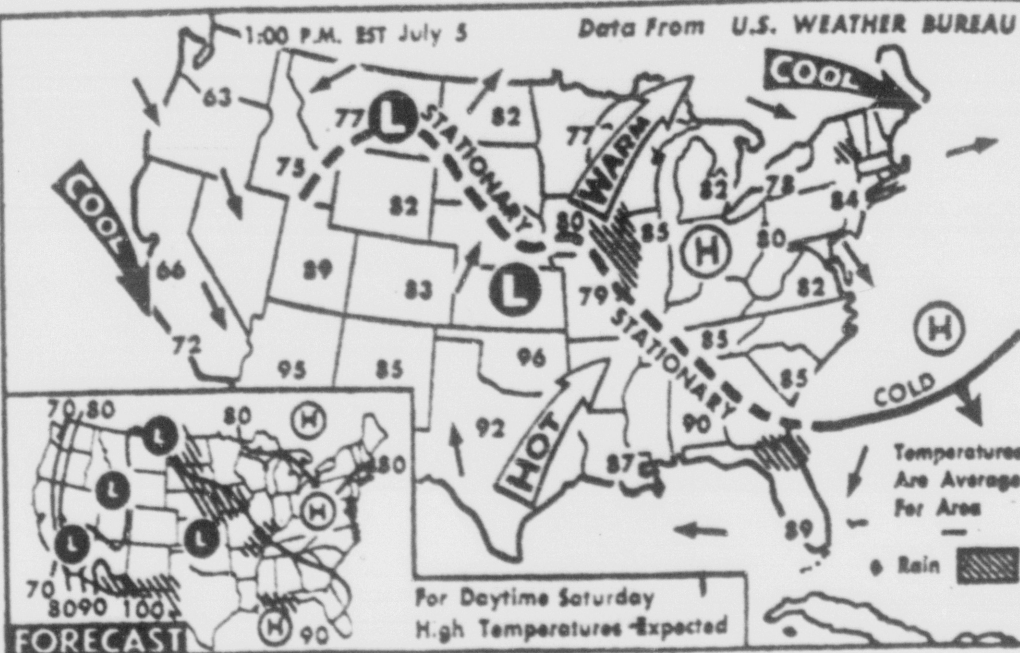 1:00 P.M. EST July 5
Data From U.S. WEATHER BUREAU
COOL
63
77
L
STATIONARY
82
77
WARM
75
82
82
78
84
COOL
80
85
H
80
66
89
83
L
79
82
H
72
STATIONARY
85
95
85
96
85
COLD
92
HOT
90
87
89
Temperatures
Are Average
For Area
Rain
70 80
80
H
L
80
L
H
L
L
70
80 90 100
H
90
FORECAST
For Daytime Saturday
High Temperatures Expected